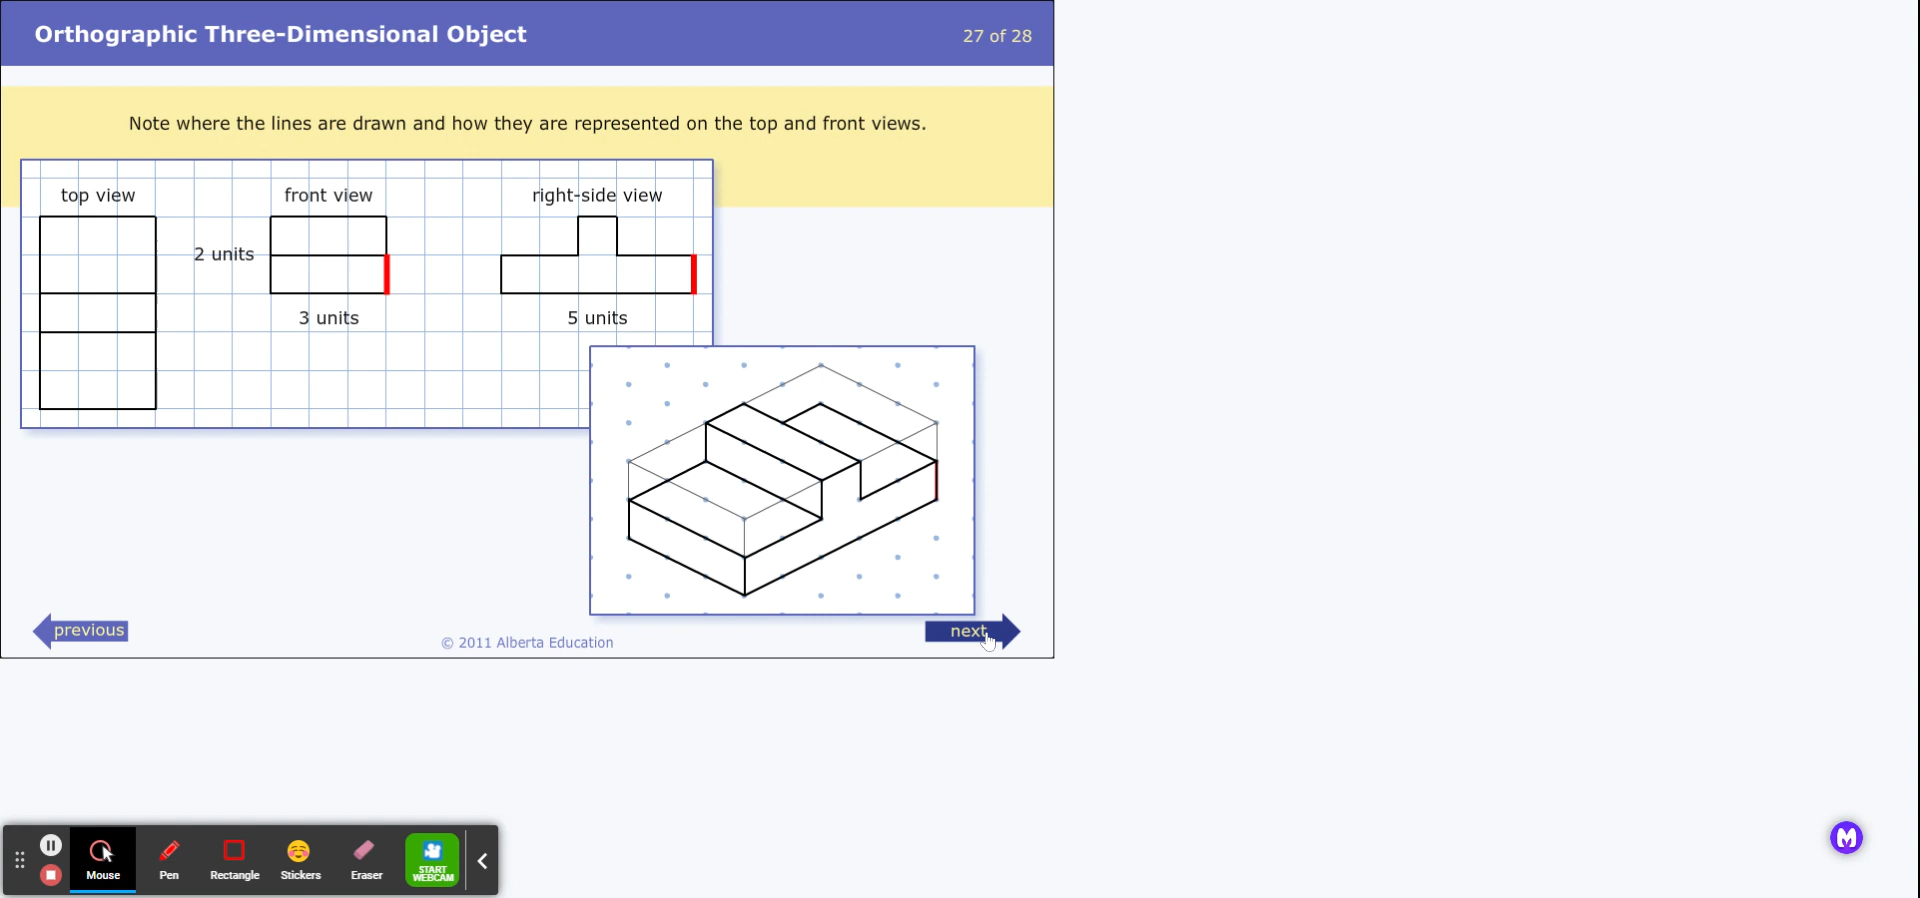 Orthographic Three-Dimensional Object
27 of 28
Note where the lines are drawn and how they are represented on the top and front views.
top view
front view
right-side view
2 units
3 units
5 units
previous
© 2011 Alberta Education
next
Mouse
Pen
Rectangle
Stickers
Eraser
START
WEBCAM